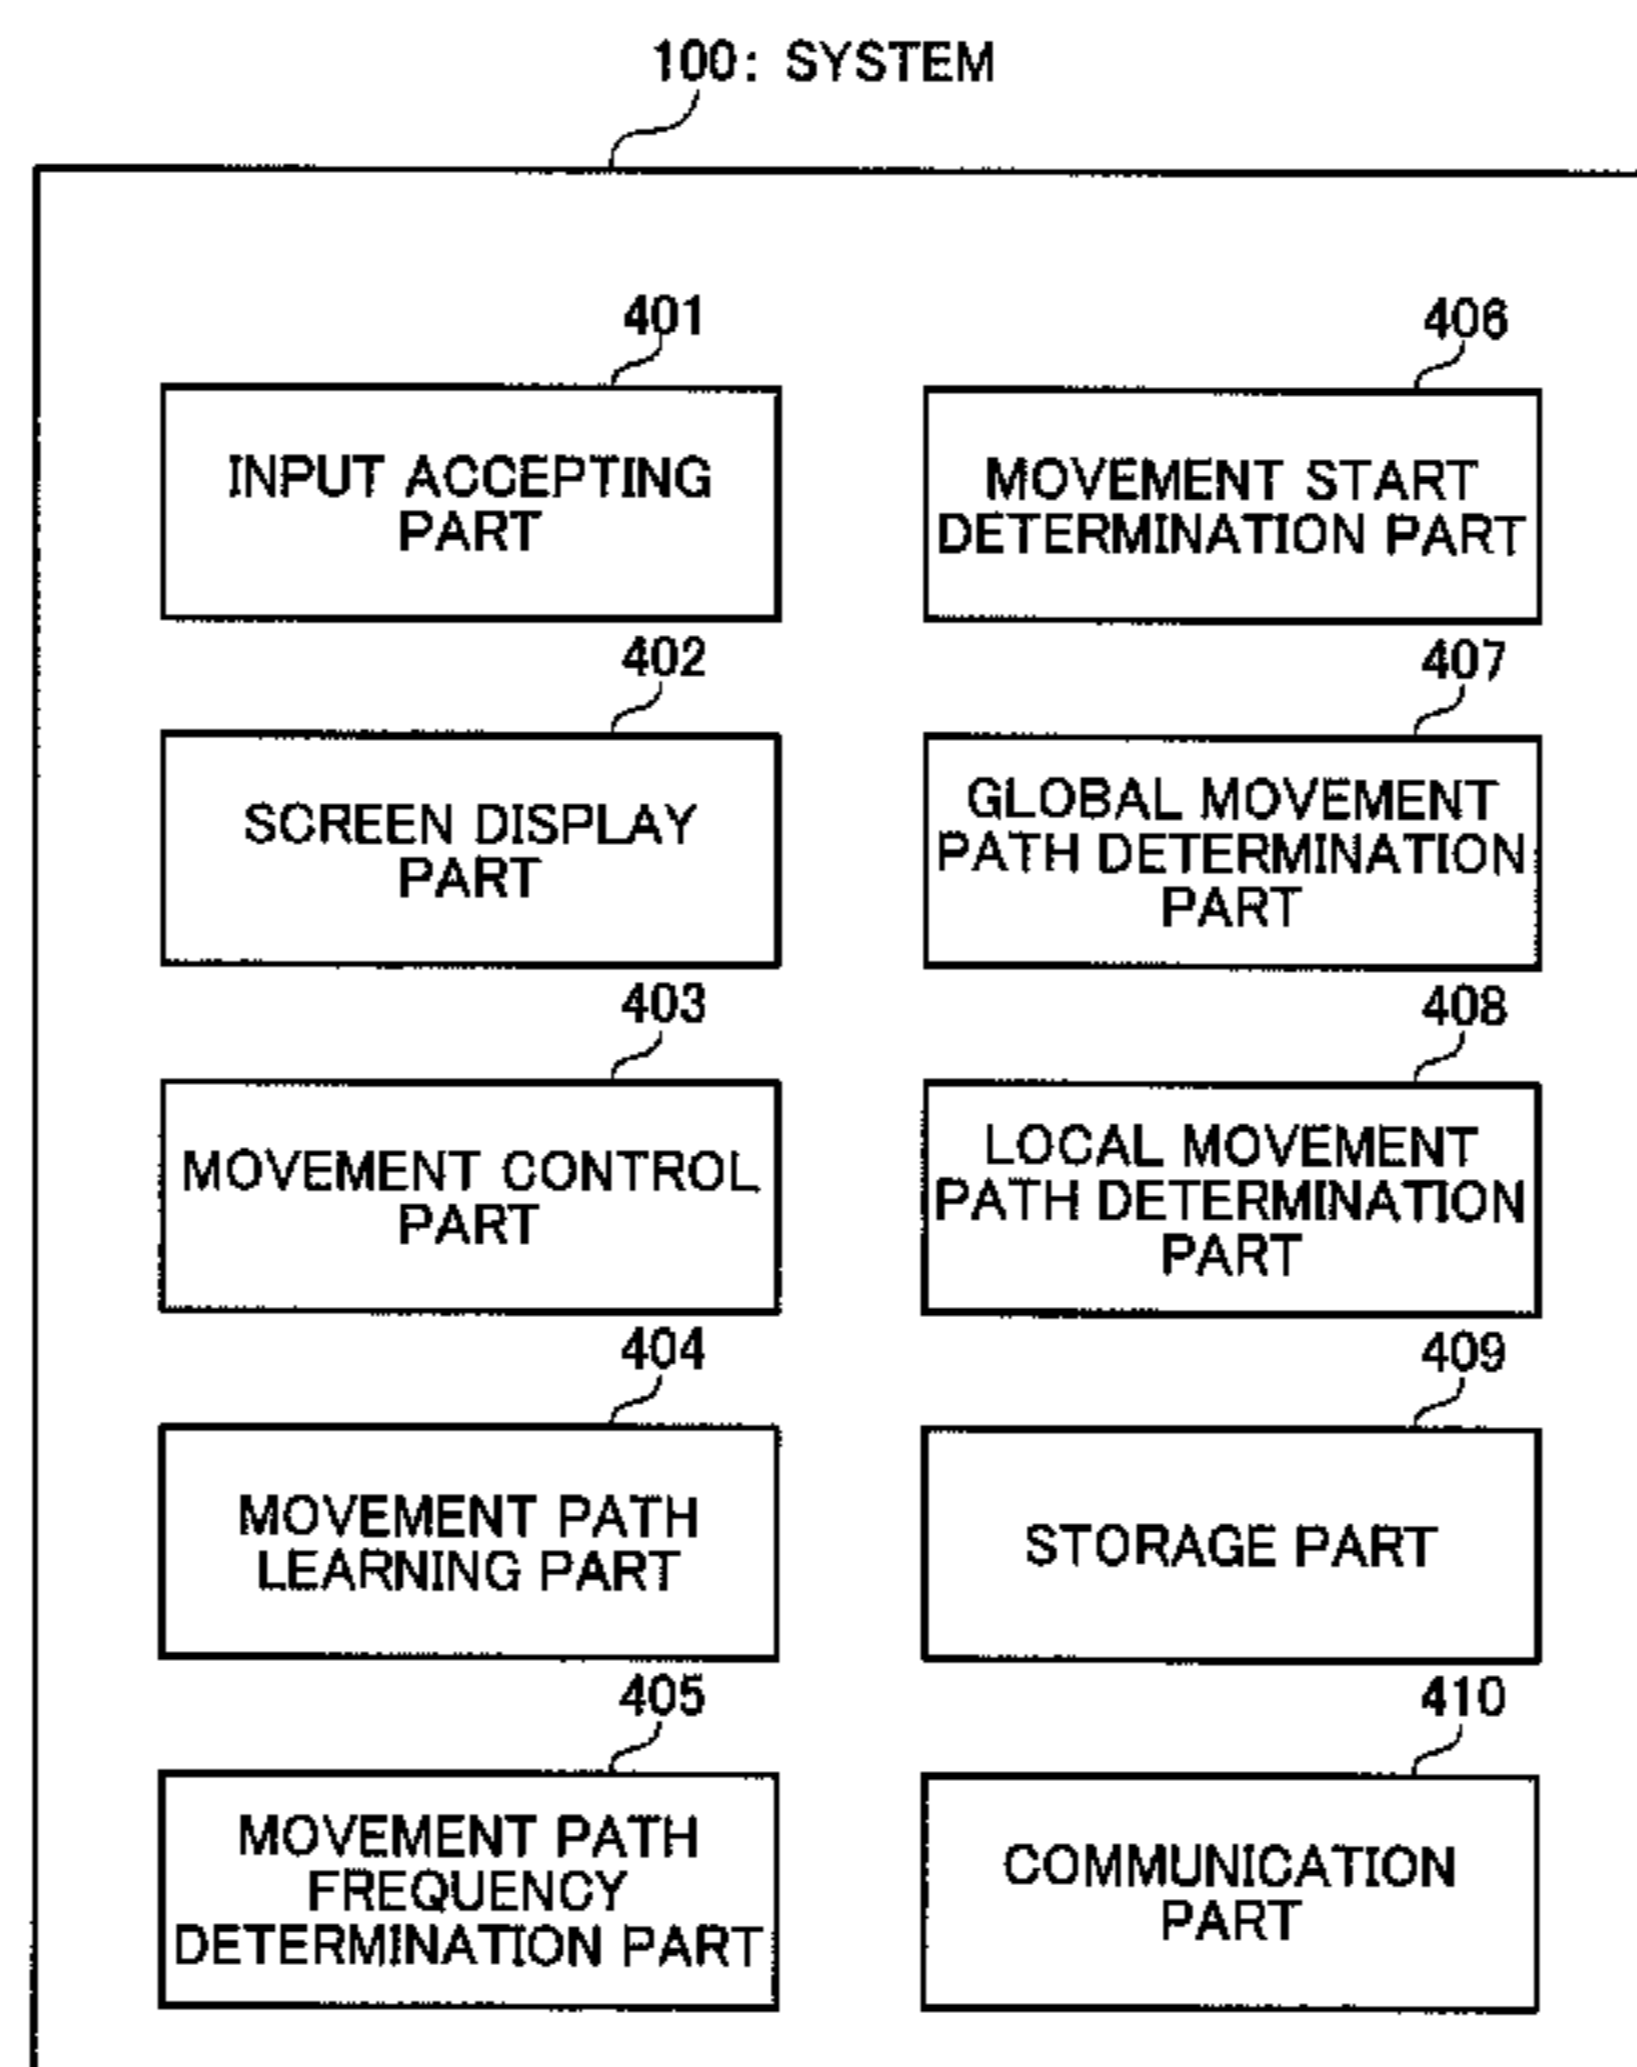 100: SYSTEM
401
INPUT ACCEPTING
PART
402
SCREEN DISPLAY
PART
403
MOVEMENT CONTROL
PART
404
MOVEMENT PATH
LEARNING PART
405
MOVEMENT PATH
FREQUENCY
DETERMINATION PART
406
MOVEMENT START
DETERMINATION PART
407
GLOBAL MOVEMENT
PATH DETERMINATION
PART
408
LOCAL MOVEMENT
PATH DETERMINATION
PART
409
STORAGE PART
410
COMMUNICATION
PART